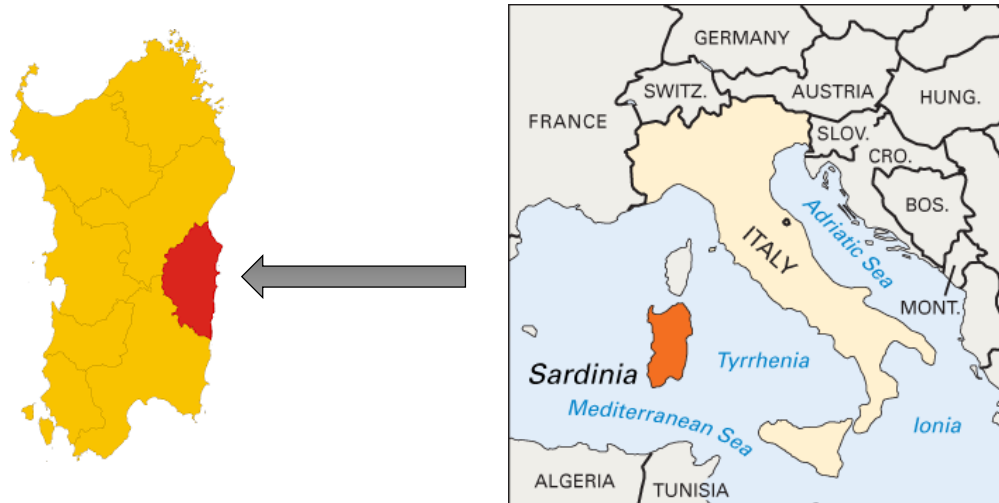 GERMANY
SWITZ.
AUSTRIA
HUNG.
FRANCE
SLOV.
CRO.
BOS.
Adriatic Sea
ITALY
MONT.
Sardinia
Tyrrhenia
Mediterranean Sea
Ionia
ALGERIA
TUNISIA